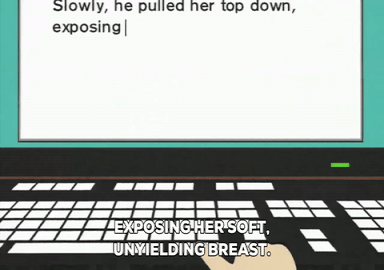 Slowly, he pulled her top down,
exposing
EXPOSING HER SOFT,
UNYIELDING BREAST.